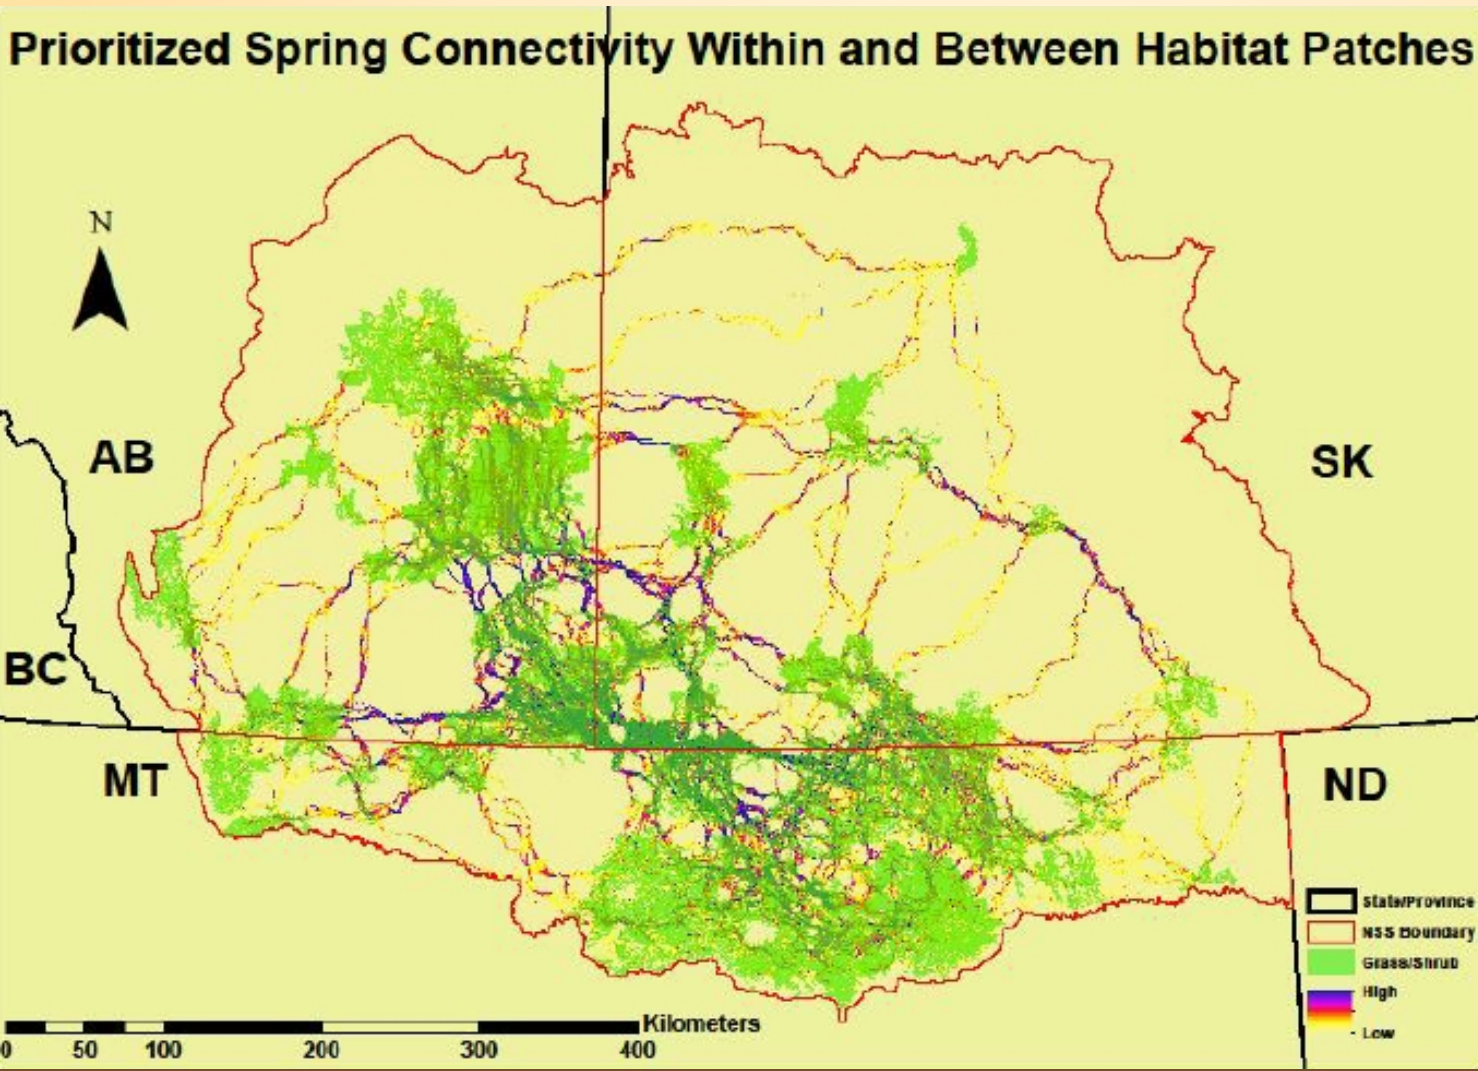 Prioritized Spring Connectivity Within and Between Habitat Patches
N
AB
SK
BC
MT
ND
State/Province
NSS Boundary
Grass/Shrub
High
Low
Kilometers
0 50 100 200 300 400